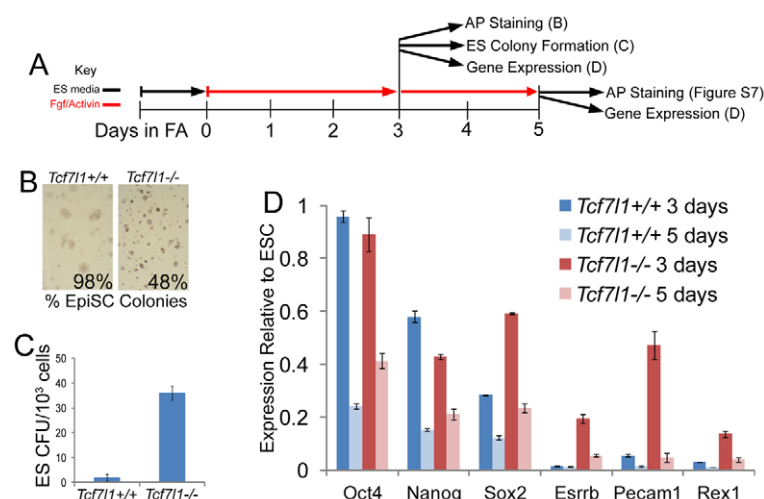 A
Key
ES media
Fgf/Activin
Days in FA 0 1 2 3 4 5
AP Staining (B)
ES Colony Formation (C)
Gene Expression (D)
AP Staining (Figure S7)
Gene Expression (D)
B
Tcf7l1+/+ Tcf7l1-/-
98% 48%
% EpiSC Colonies
C
ES CFU/10³ cells
50
40
30
20
10
0
Tcf7l1+/+ Tcf7l1-/-
D
Expression Relative to ESC
1
0.8
0.6
0.4
0.2
0
Tcf7l1+/+ 3 days
Tcf7l1+/+ 5 days
Tcf7l1-/- 3 days
Tcf7l1-/- 5 days
Oct4 Nanog Sox2 Esrrb Pecam1 Rex1